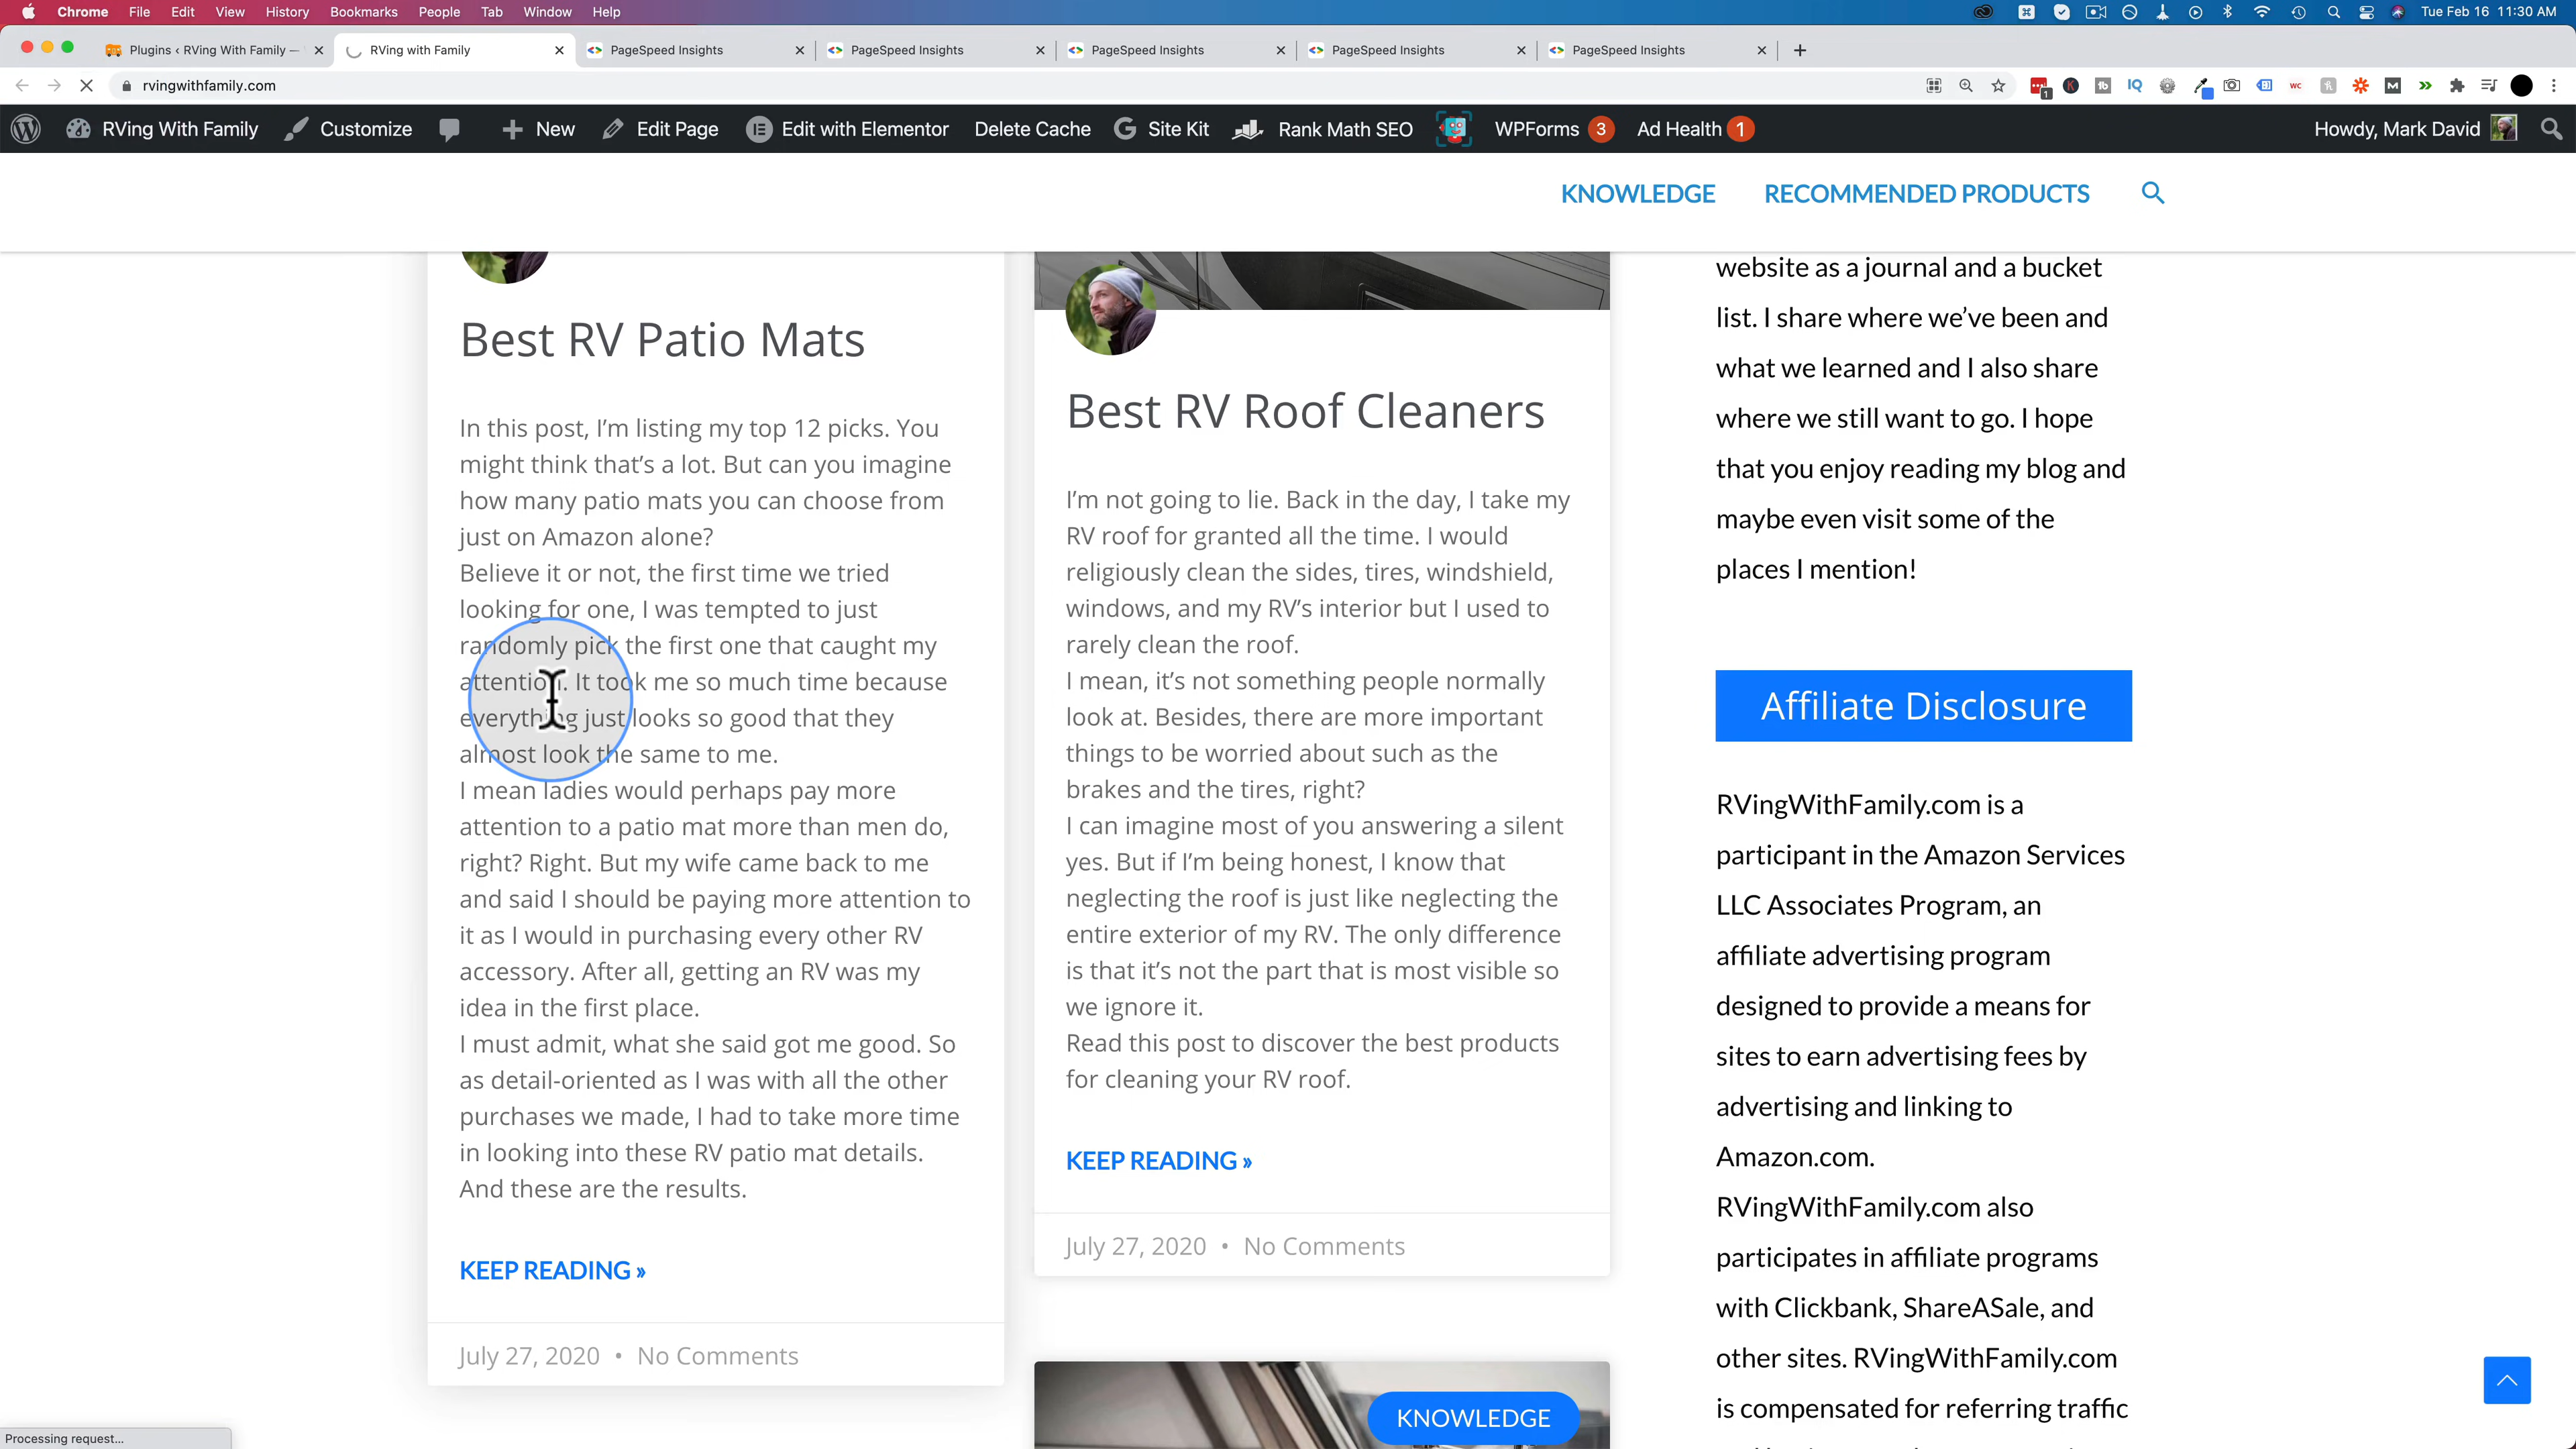 Chrome File Edit View History Bookmarks People Tab Window Help
Tue Feb 16 11:30 AM
Plugins ‹ RVing With Family —
RVing with Family
PageSpeed Insights
PageSpeed Insights
PageSpeed Insights
PageSpeed Insights
PageSpeed Insights
rvingwithfamily.com
RVing With Family Customize New Edit Page Edit with Elementor Delete Cache Site Kit Rank Math SEO WPForms 3 Ad Health 1 Howdy, Mark David
KNOWLEDGE RECOMMENDED PRODUCTS
Best RV Patio Mats
In this post, I’m listing my top 12 picks. You
might think that’s a lot. But can you imagine
how many patio mats you can choose from
just on Amazon alone?
Believe it or not, the first time we tried
looking for one, I was tempted to just
randomly pick the first one that caught my
attention. It took me so much time because
everything just looks so good that they
almost look the same to me.
I mean ladies would perhaps pay more
attention to a patio mat more than men do,
right? Right. But my wife came back to me
and said I should be paying more attention to
it as I would in purchasing every other RV
accessory. After all, getting an RV was my
idea in the first place.
I must admit, what she said got me good. So
as detail-oriented as I was with all the other
purchases we made, I had to take more time
in looking into these RV patio mat details.
And these are the results.
KEEP READING »
July 27, 2020 • No Comments
Best RV Roof Cleaners
I’m not going to lie. Back in the day, I take my
RV roof for granted all the time. I would
religiously clean the sides, tires, windshield,
windows, and my RV’s interior but I used to
rarely clean the roof.
I mean, it’s not something people normally
look at. Besides, there are more important
things to be worried about such as the
brakes and the tires, right?
I can imagine most of you answering a silent
yes. But if I’m being honest, I know that
neglecting the roof is just like neglecting the
entire exterior of my RV. The only difference
is that it’s not the part that is most visible so
we ignore it.
Read this post to discover the best products
for cleaning your RV roof.
KEEP READING »
July 27, 2020 • No Comments
KNOWLEDGE
website as a journal and a bucket
list. I share where we’ve been and
what we learned and I also share
where we still want to go. I hope
that you enjoy reading my blog and
maybe even visit some of the
places I mention!
Affiliate Disclosure
RVingWithFamily.com is a
participant in the Amazon Services
LLC Associates Program, an
affiliate advertising program
designed to provide a means for
sites to earn advertising fees by
advertising and linking to
Amazon.com.
RVingWithFamily.com also
participates in affiliate programs
with Clickbank, ShareASale, and
other sites. RVingWithFamily.com
is compensated for referring traffic
Processing request...